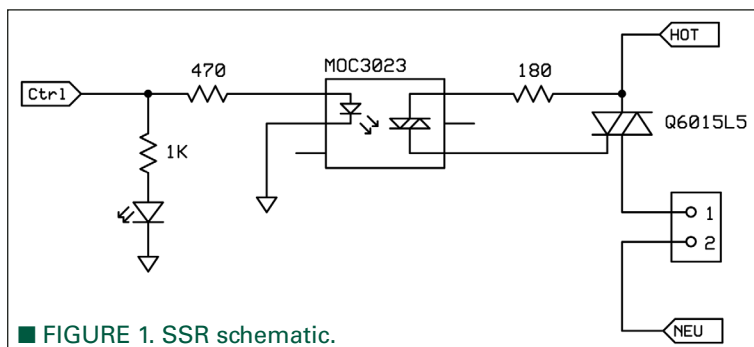 HOT
470
MOC3023
180
Ctrl
Q6015L5
1K
1
2
NEU
■ FIGURE 1. SSR schematic.